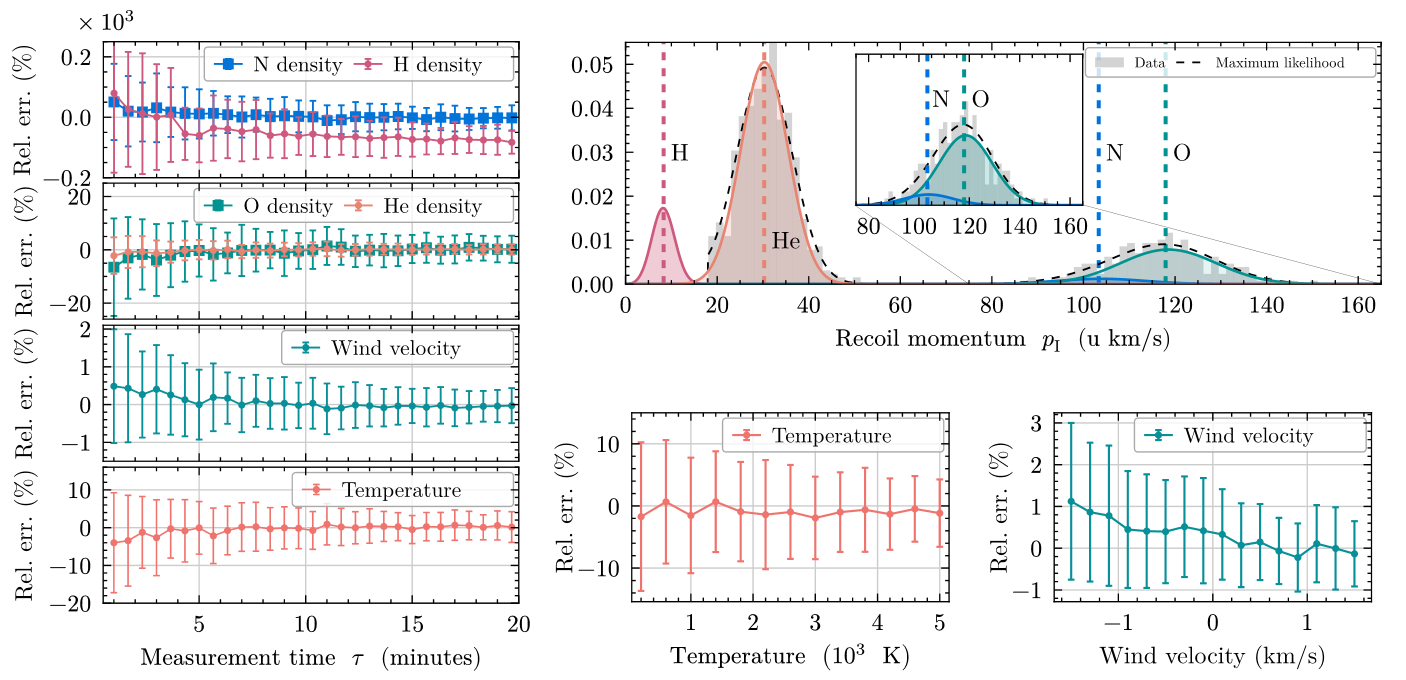 × 10³
Rel. err. (%)
0.2
0.0
−0.2
N density
H density
Rel. err. (%)
20
0
−20
O density
He density
Rel. err. (%)
2
1
0
−1
Wind velocity
Rel. err. (%)
10
0
−10
−20
Temperature
5
10
15
20
Measurement time τ (minutes)
0.05
0.04
0.03
0.02
0.01
0.00
H
He
N
O
Data
Maximum likelihood
N
O
80
100
120
140
160
0
20
40
60
80
100
120
140
160
Recoil momentum pI (u km/s)
Rel. err. (%)
10
0
−10
Temperature
1
2
3
4
5
Temperature (10³ K)
Rel. err. (%)
3
2
1
0
−1
Wind velocity
−1
0
1
Wind velocity (km/s)